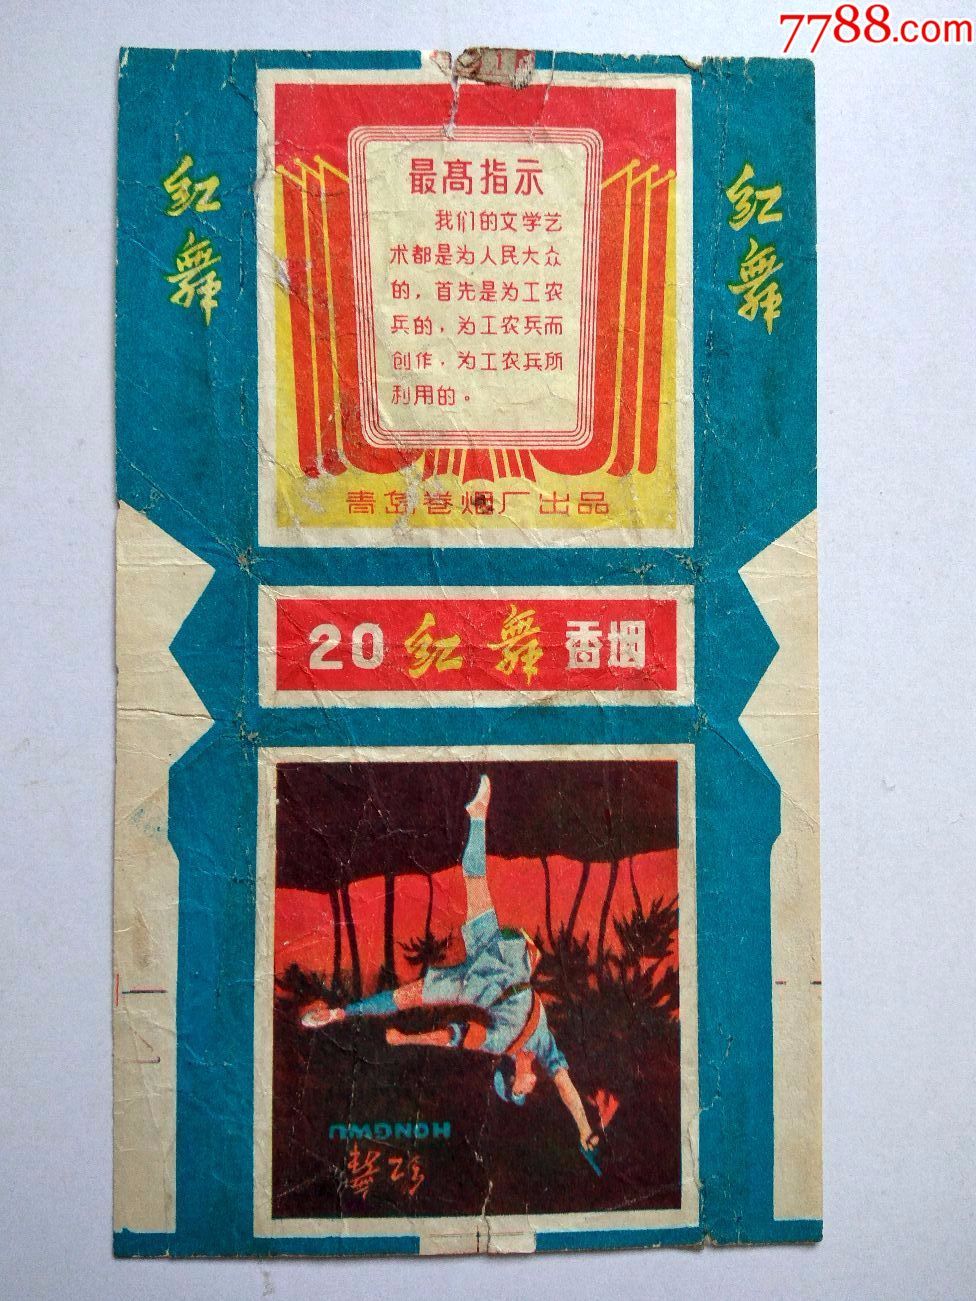 7788.com
红舞
红舞
最高指示
我们的文学艺
术都是为人民大众
的，首先是为工农
兵的，为工农兵而
创作，为工农兵所
利用的。
青岛卷烟厂出品
20 红舞 香烟
HONGWU
红舞